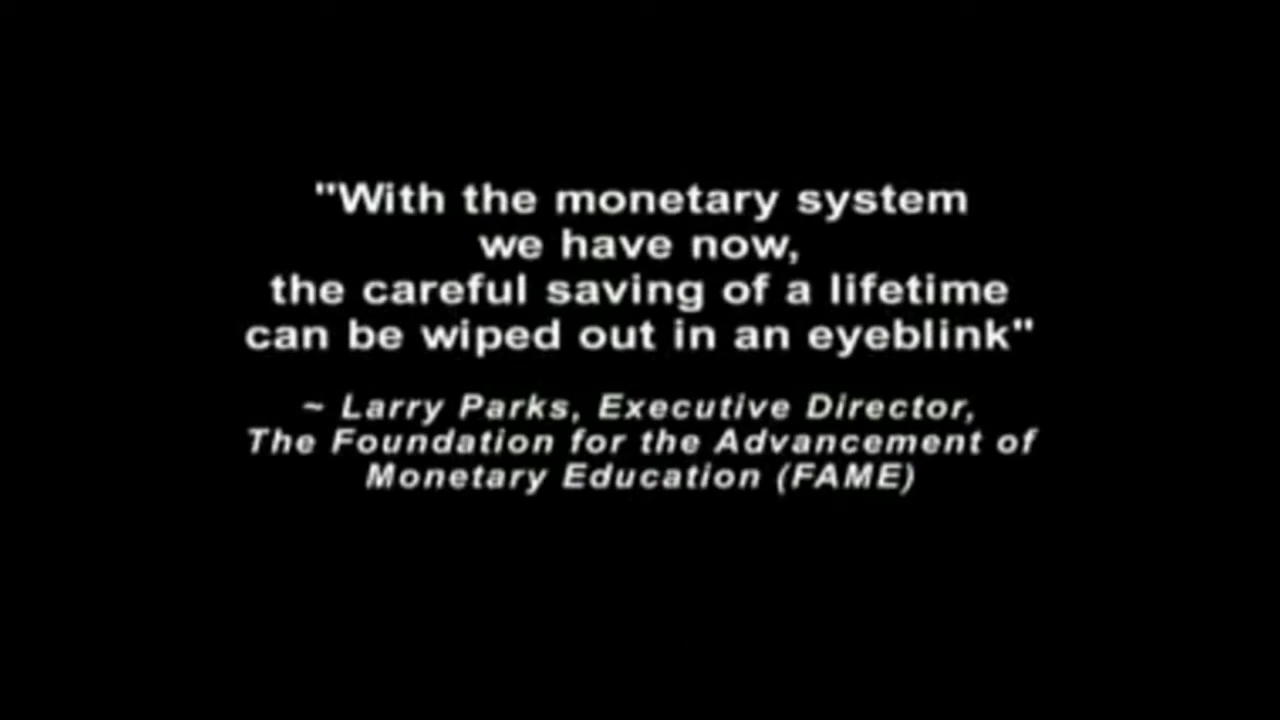 "With the monetary system
we have now,
the careful saving of a lifetime
can be wiped out in an eyeblink"
~ Larry Parks, Executive Director,
The Foundation for the Advancement of
Monetary Education (FAME)